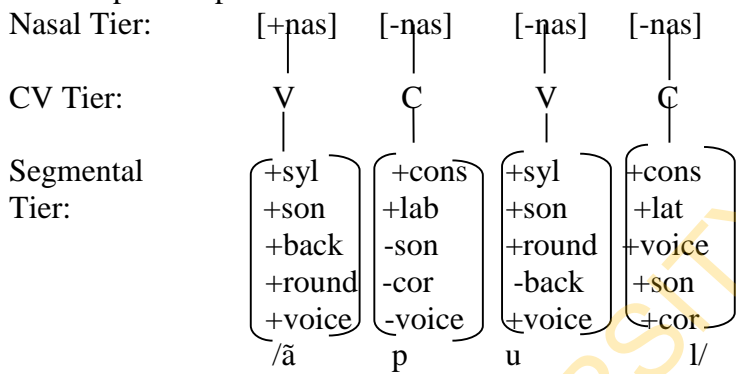 Nasal Tier: [+nas] [-nas] [-nas] [-nas]
CV Tier: V C V C
Segmental +syl +cons +syl +cons
Tier: +son +lab +son +lat
+back -son +round +voice
+round -cor -back +son
+voice -voice +voice +cor
/ã p u l/